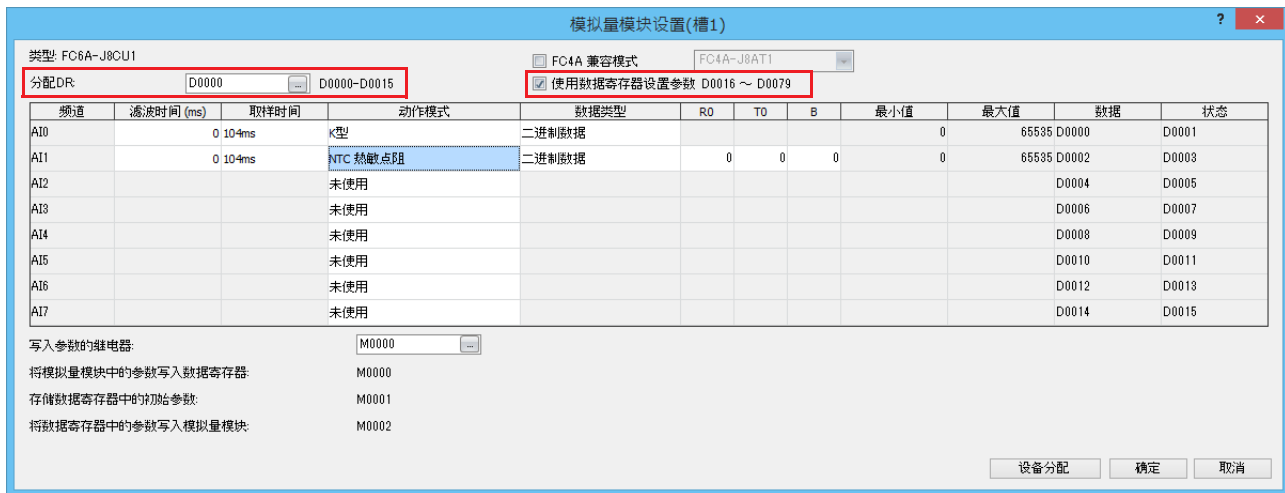 模拟量模块设置(槽1)
? ×
类型: FC6A-J8CU1
FC4A 兼容模式 FC4A-J8AT1
分配DR: D0000 ... D0000-D0015
使用数据寄存器设置参数 D0016 ~ D0079
频道 滤波时间 (ms) 取样时间 动作模式 数据类型 R0 T0 B 最小值 最大值 数据 状态
AI0 0 104ms K型 二进制数据 0 65535 D0000 D0001
AI1 0 104ms NTC 热敏点阻 二进制数据 0 0 0 0 65535 D0002 D0003
AI2 未使用 D0004 D0005
AI3 未使用 D0006 D0007
AI4 未使用 D0008 D0009
AI5 未使用 D0010 D0011
AI6 未使用 D0012 D0013
AI7 未使用 D0014 D0015
写入参数的继电器: M0000 ...
将模拟量模块中的参数写入数据寄存器: M0000
存储数据寄存器中的初始参数: M0001
将数据寄存器中的参数写入模拟量模块: M0002
设备分配 确定 取消